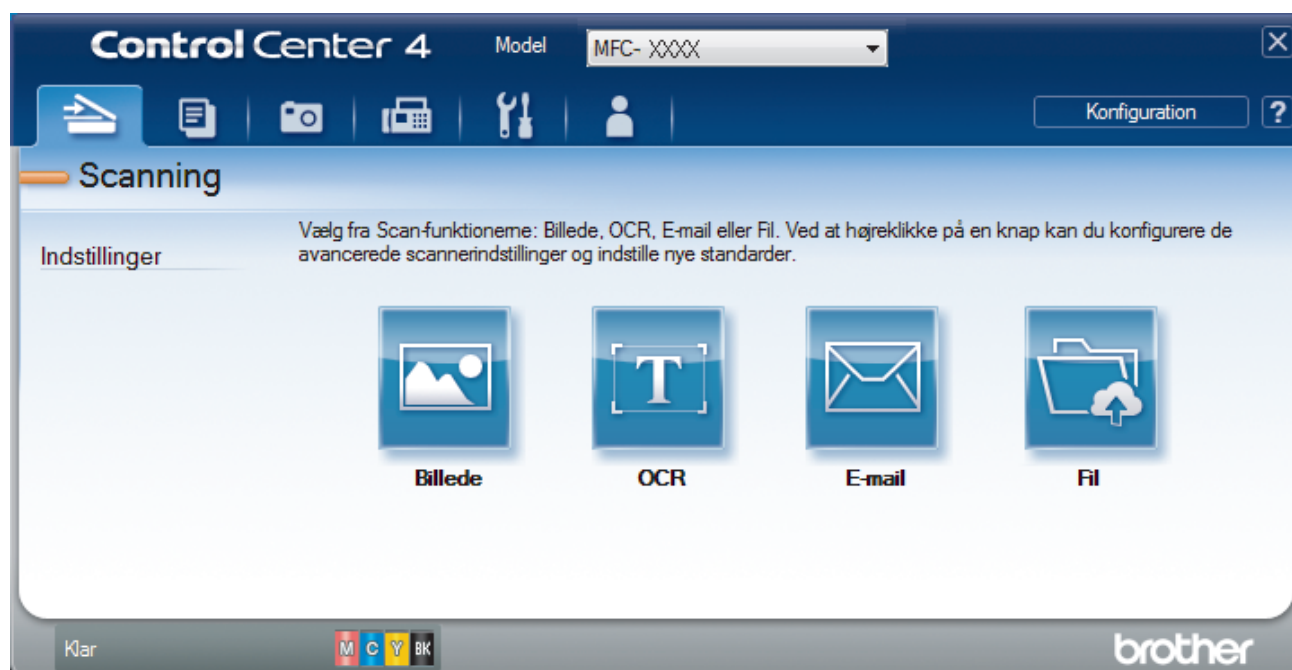 Control Center 4
Model
MFC- XXXX
Konfiguration
?
Scanning
Indstillinger
Vælg fra Scan-funktionerne: Billede, OCR, E-mail eller Fil. Ved at højreklikke på en knap kan du konfigurere de
avancerede scannerindstillinger og indstille nye standarder.
T
Billede
OCR
E-mail
Fil
Klar
M C Y BK
brother